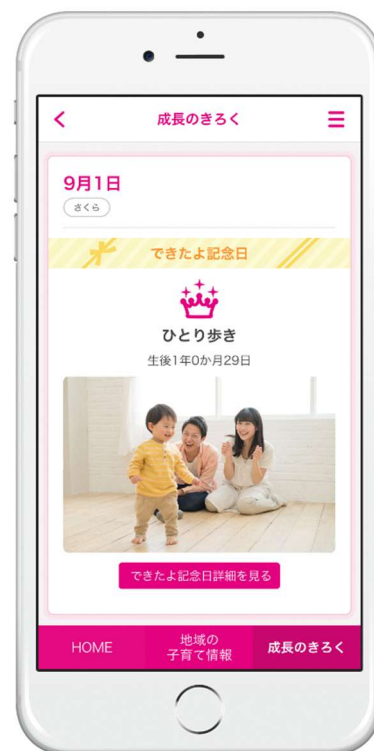 成長のきろく
9月1日
さくら
できたよ記念日
ひとり歩き
生後1年0か月29日
できたよ記念日詳細を見る
HOME
地域の
子育て情報
成長のきろく